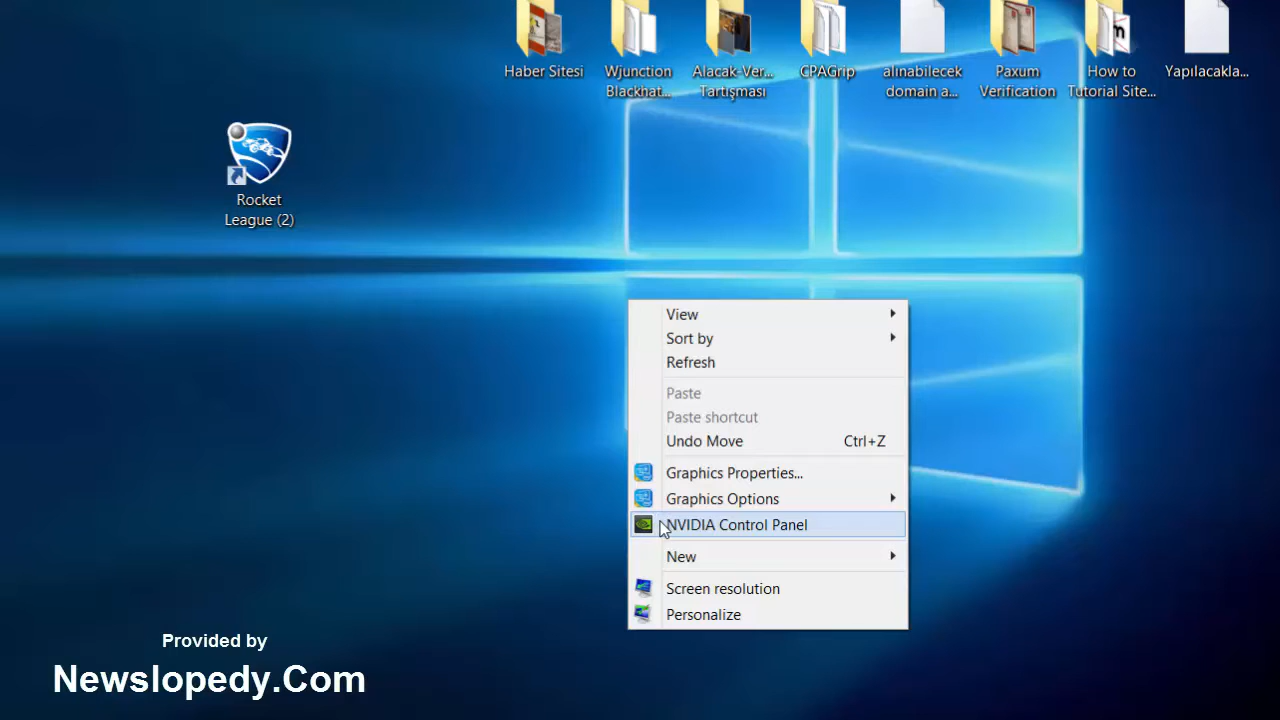 Haber Sitesi
Wjunction
Blackhat...
Alacak-Ver...
Tartışması
CPAGrip
alınabilecek
domain a...
Paxum
Verification
How to
Tutorial Site...
Yapılacakla...
Rocket
League (2)
View
Sort by
Refresh
Paste
Paste shortcut
Undo Move Ctrl+Z
Graphics Properties...
Graphics Options
NVIDIA Control Panel
New
Screen resolution
Personalize
Provided by
Newslopedy.Com